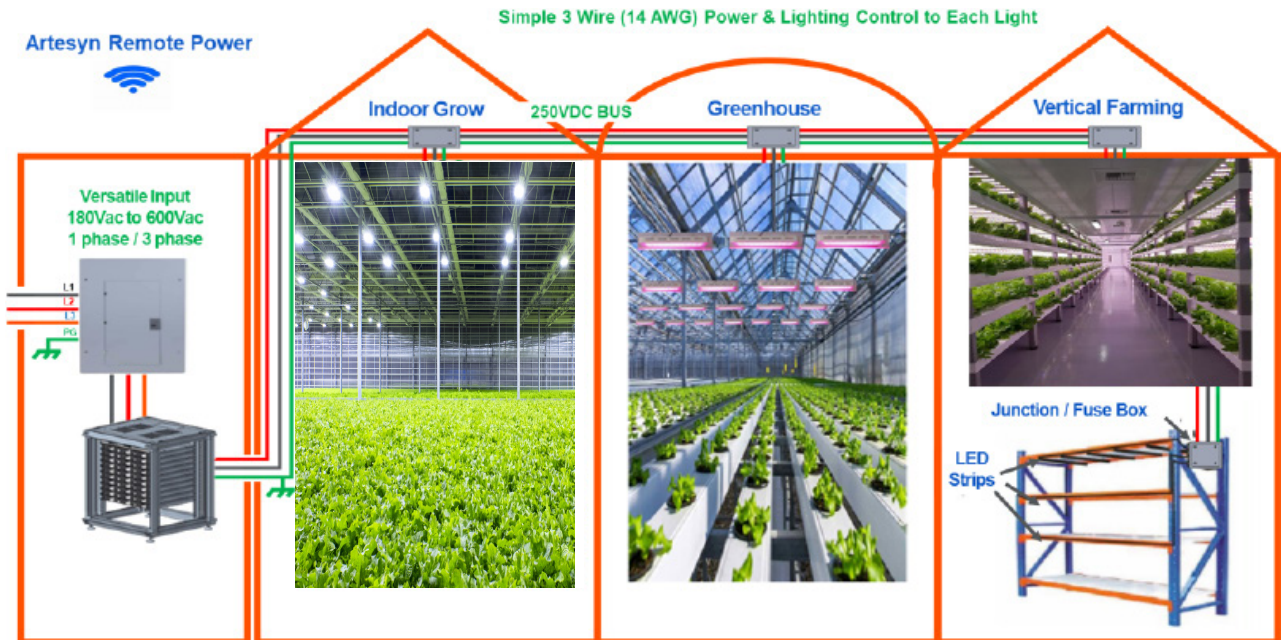 Simple 3 Wire (14 AWG) Power & Lighting Control to Each Light
Artesyn Remote Power
Indoor Grow
250VDC BUS
Greenhouse
Vertical Farming
Versatile Input
180Vac to 600Vac
1 phase / 3 phase
L1
L2
L3
PG
Junction / Fuse Box
LED
Strips